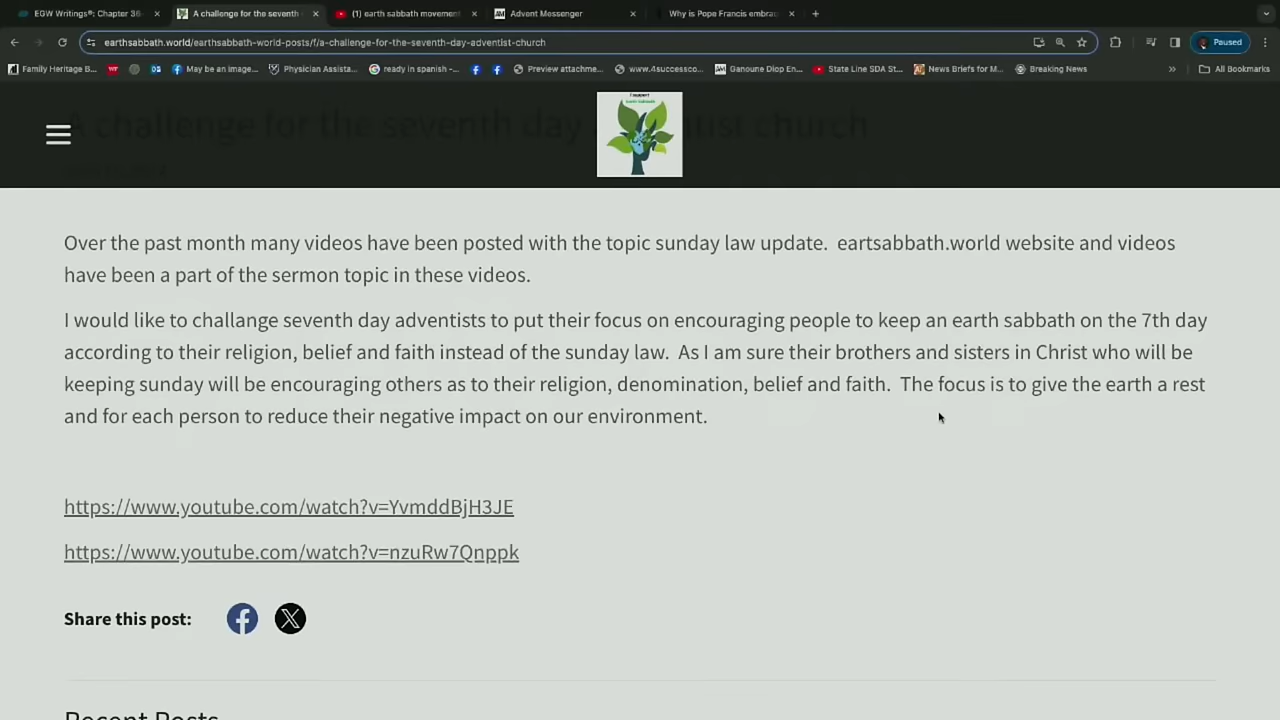 EGW Writings®: Chapter 36-
A challenge for the seventh
(1) earth sabbath movement
Advent Messenger
Why is Pope Francis embra
earthsabbath.world/earthsabbath-world-posts/f/a-challenge-for-the-seventh-day-adventist-church
Paused
Family Heritage B...
May be an image...
Physician Assista...
ready in spanish -...
Preview attachme...
www.4successco...
Ganoune Diop En...
State Line SDA St...
News Briefs for M...
Breaking News
All Bookmarks
I support
A challenge for the seventh day adventist church
Over the past month many videos have been posted with the topic sunday law update.  eartsabbath.world website and videos
have been a part of the sermon topic in these videos.
I would like to challange seventh day adventists to put their focus on encouraging people to keep an earth sabbath on the 7th day
according to their religion, belief and faith instead of the sunday law.  As I am sure their brothers and sisters in Christ who will be
keeping sunday will be encouraging others as to their religion, denomination, belief and faith.  The focus is to give the earth a rest
and for each person to reduce their negative impact on our environment.
https://www.youtube.com/watch?v=YvmddBjH3JE
https://www.youtube.com/watch?v=nzuRw7Qnppk
Share this post:
Recent Posts